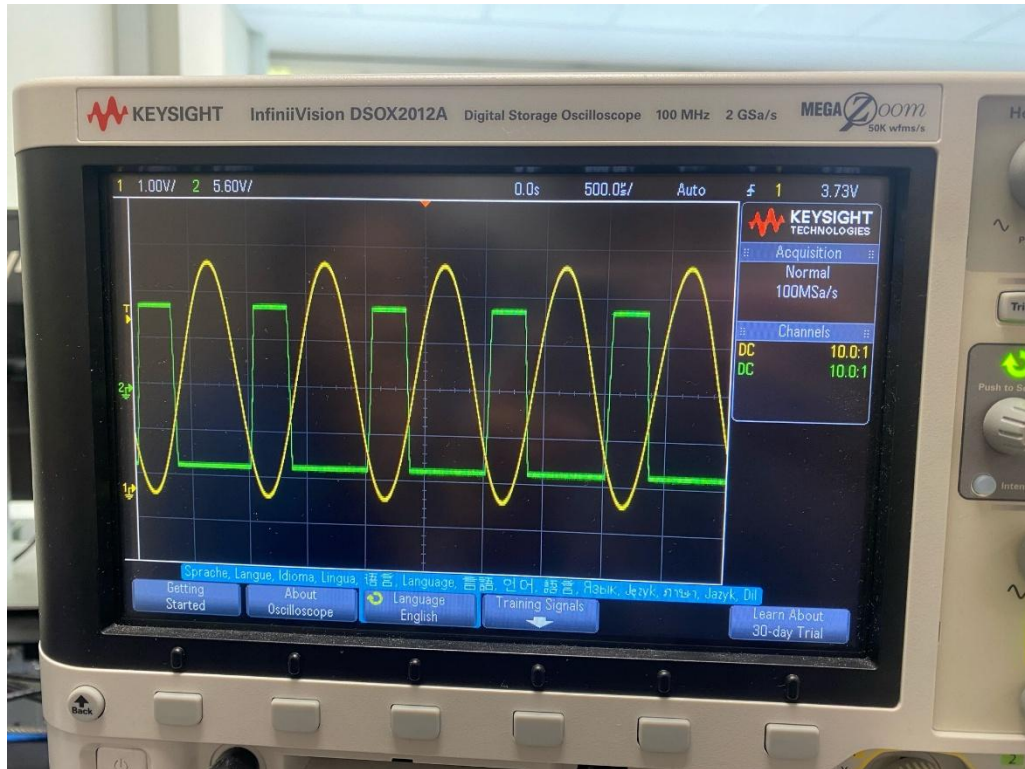 KEYSIGHT InfiniiVision DSOX2012A Digital Storage Oscilloscope 100 MHz 2 GSa/s MEGA Zoom
50K wfms/s
1 1.00V/ 2 5.60V/ 0.0s 500.0µs/ Auto 1 3.73V
KEYSIGHT
TECHNOLOGIES
Acquisition
Normal
100MSa/s
Channels
DC 10.0:1
DC 10.0:1
T
2
1
Sprache, Langue, Idioma, Lingua, 语言, Language, 言語, 언어, 語言, Язык, Język, ภาษา, Jazyk, Dil
Getting
Started
About
Oscilloscope
Language
English
Training Signals
Learn About
30-day Trial
Back
Push to
2